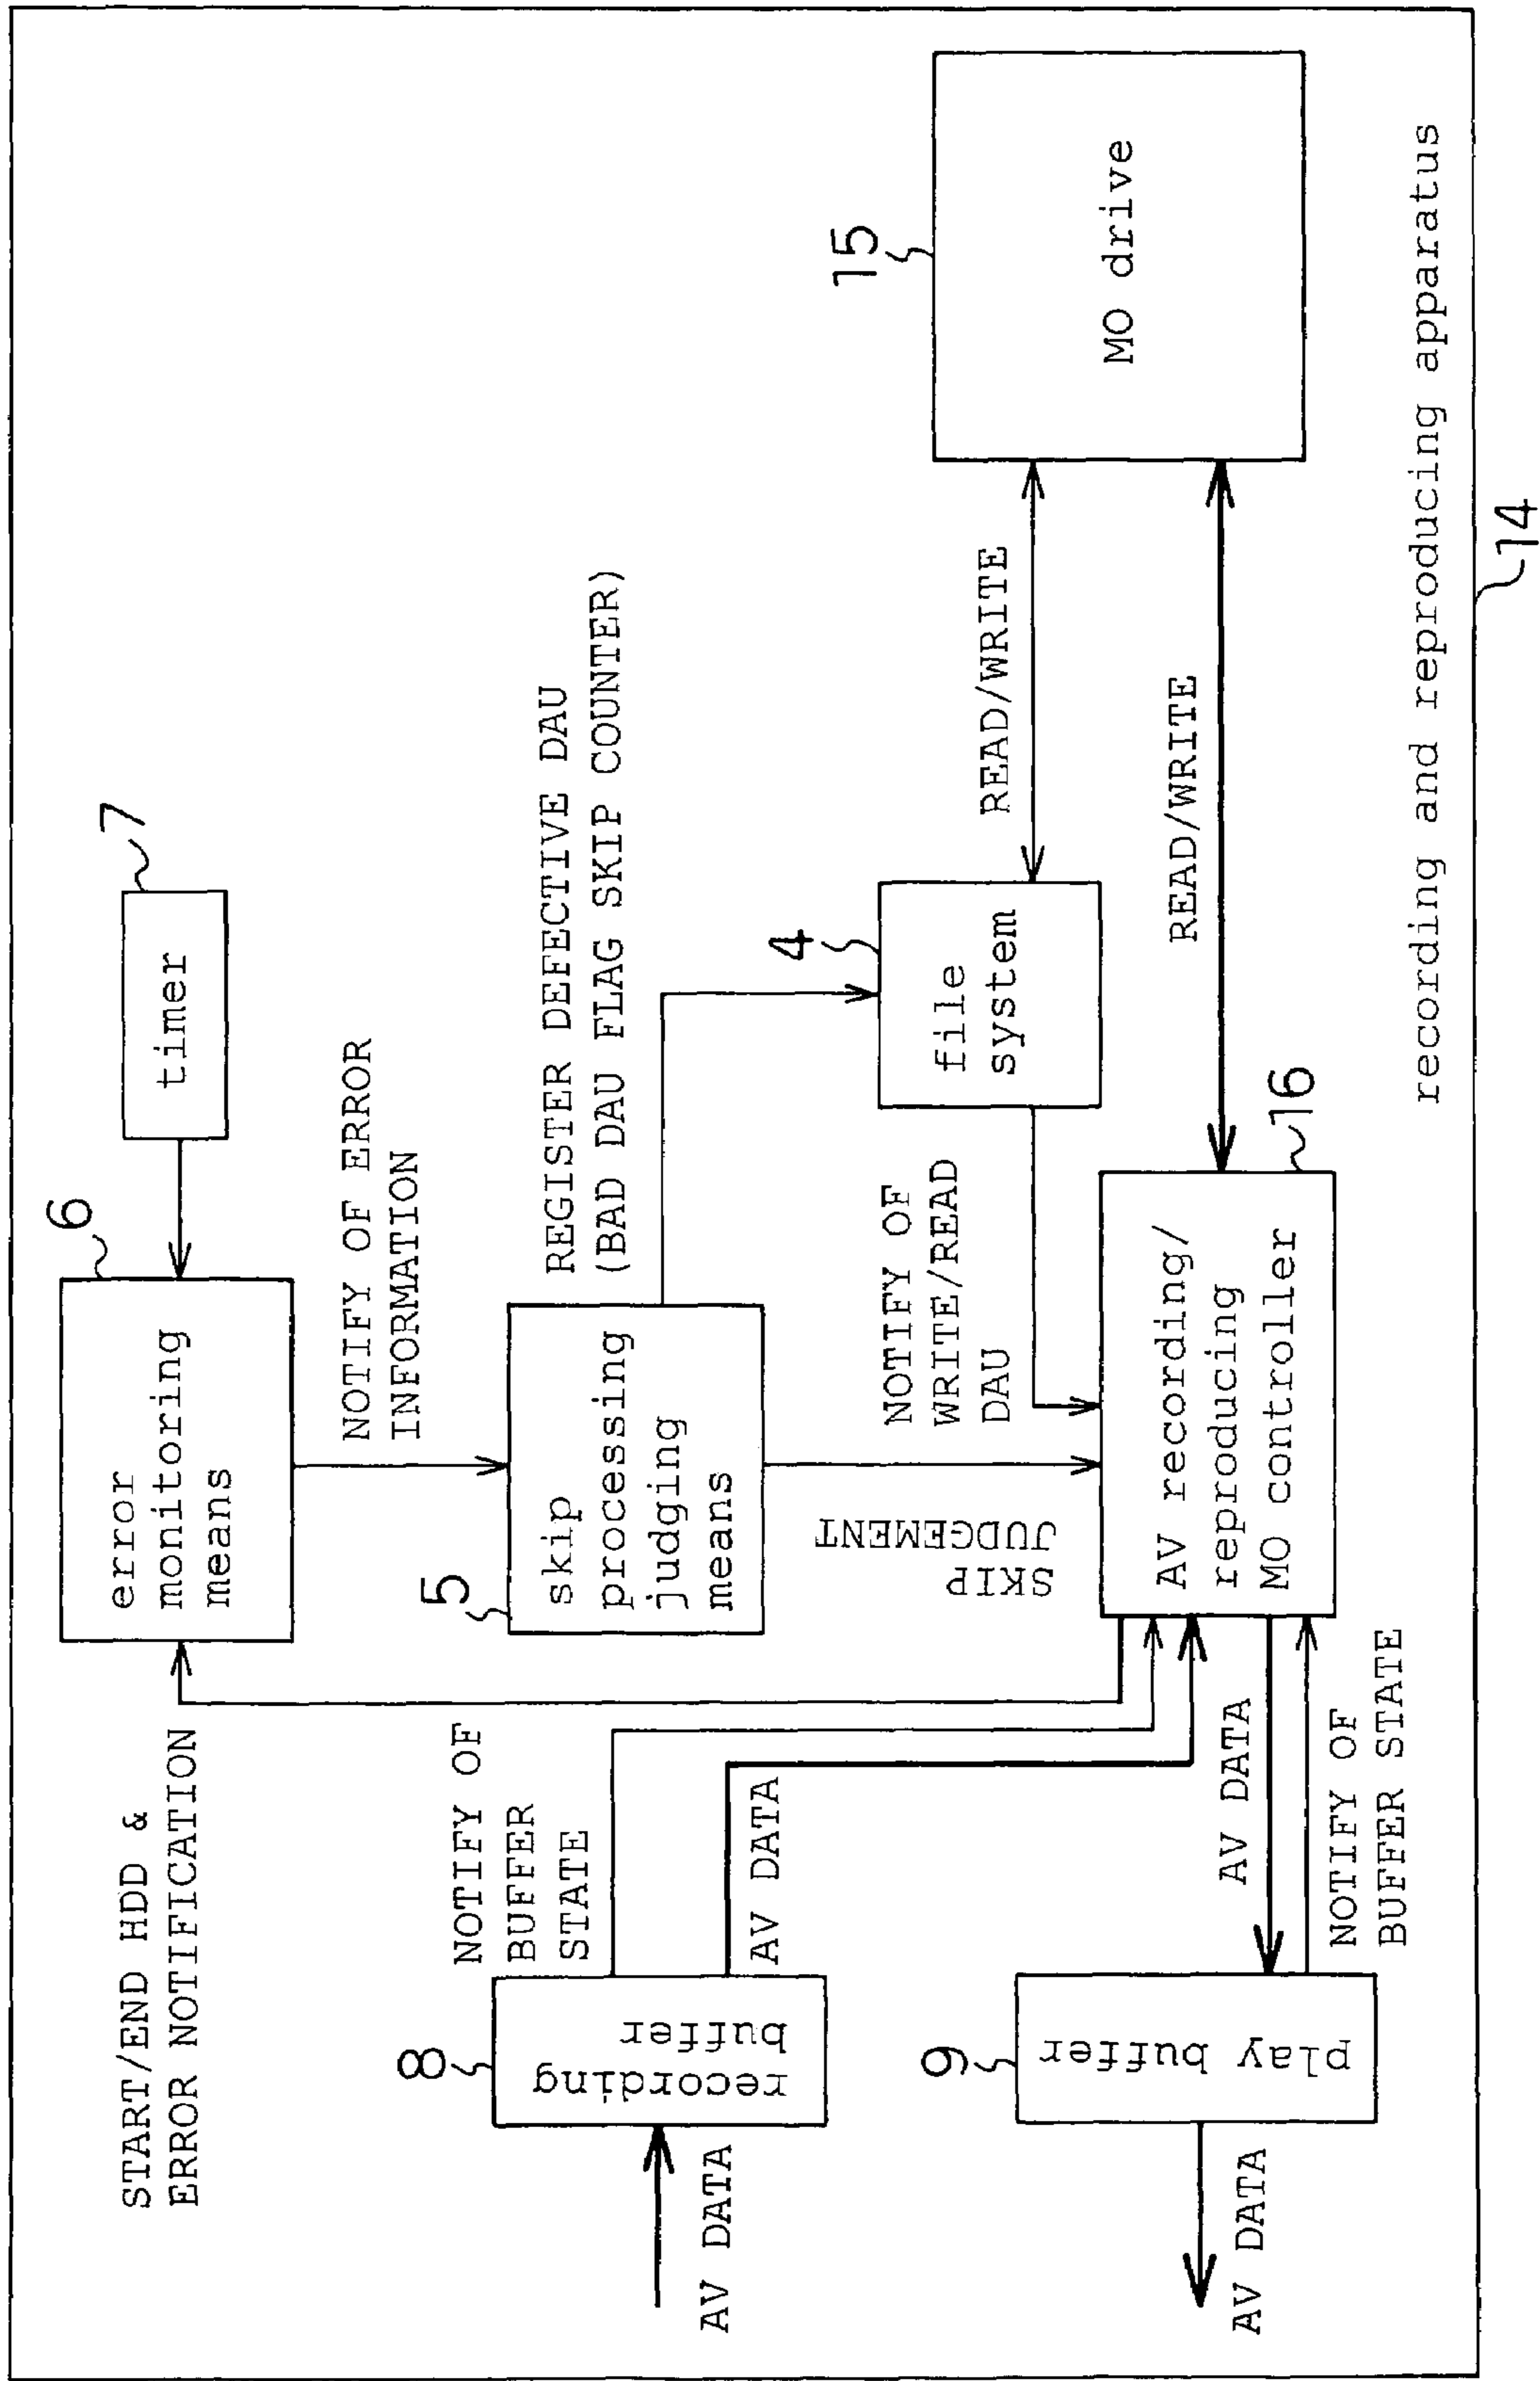 START/END HDD &
ERROR NOTIFICATION
6
error
monitoring
means
7
timer
NOTIFY OF ERROR
INFORMATION
NOTIFY OF
BUFFER
STATE
5
skip
processing
judging
means
REGISTER DEFECTIVE DAU
(BAD DAU FLAG SKIP COUNTER)
8
recording
buffer
AV DATA
AV DATA
SKIP
JUDGEMENT
NOTIFY OF
WRITE/READ
DAU
4
file
system
READ/WRITE
15
MO drive
READ/WRITE
16
AV recording/
reproducing
MO controller
9
play buffer
AV DATA
AV DATA
NOTIFY OF
BUFFER STATE
recording and reproducing apparatus
14